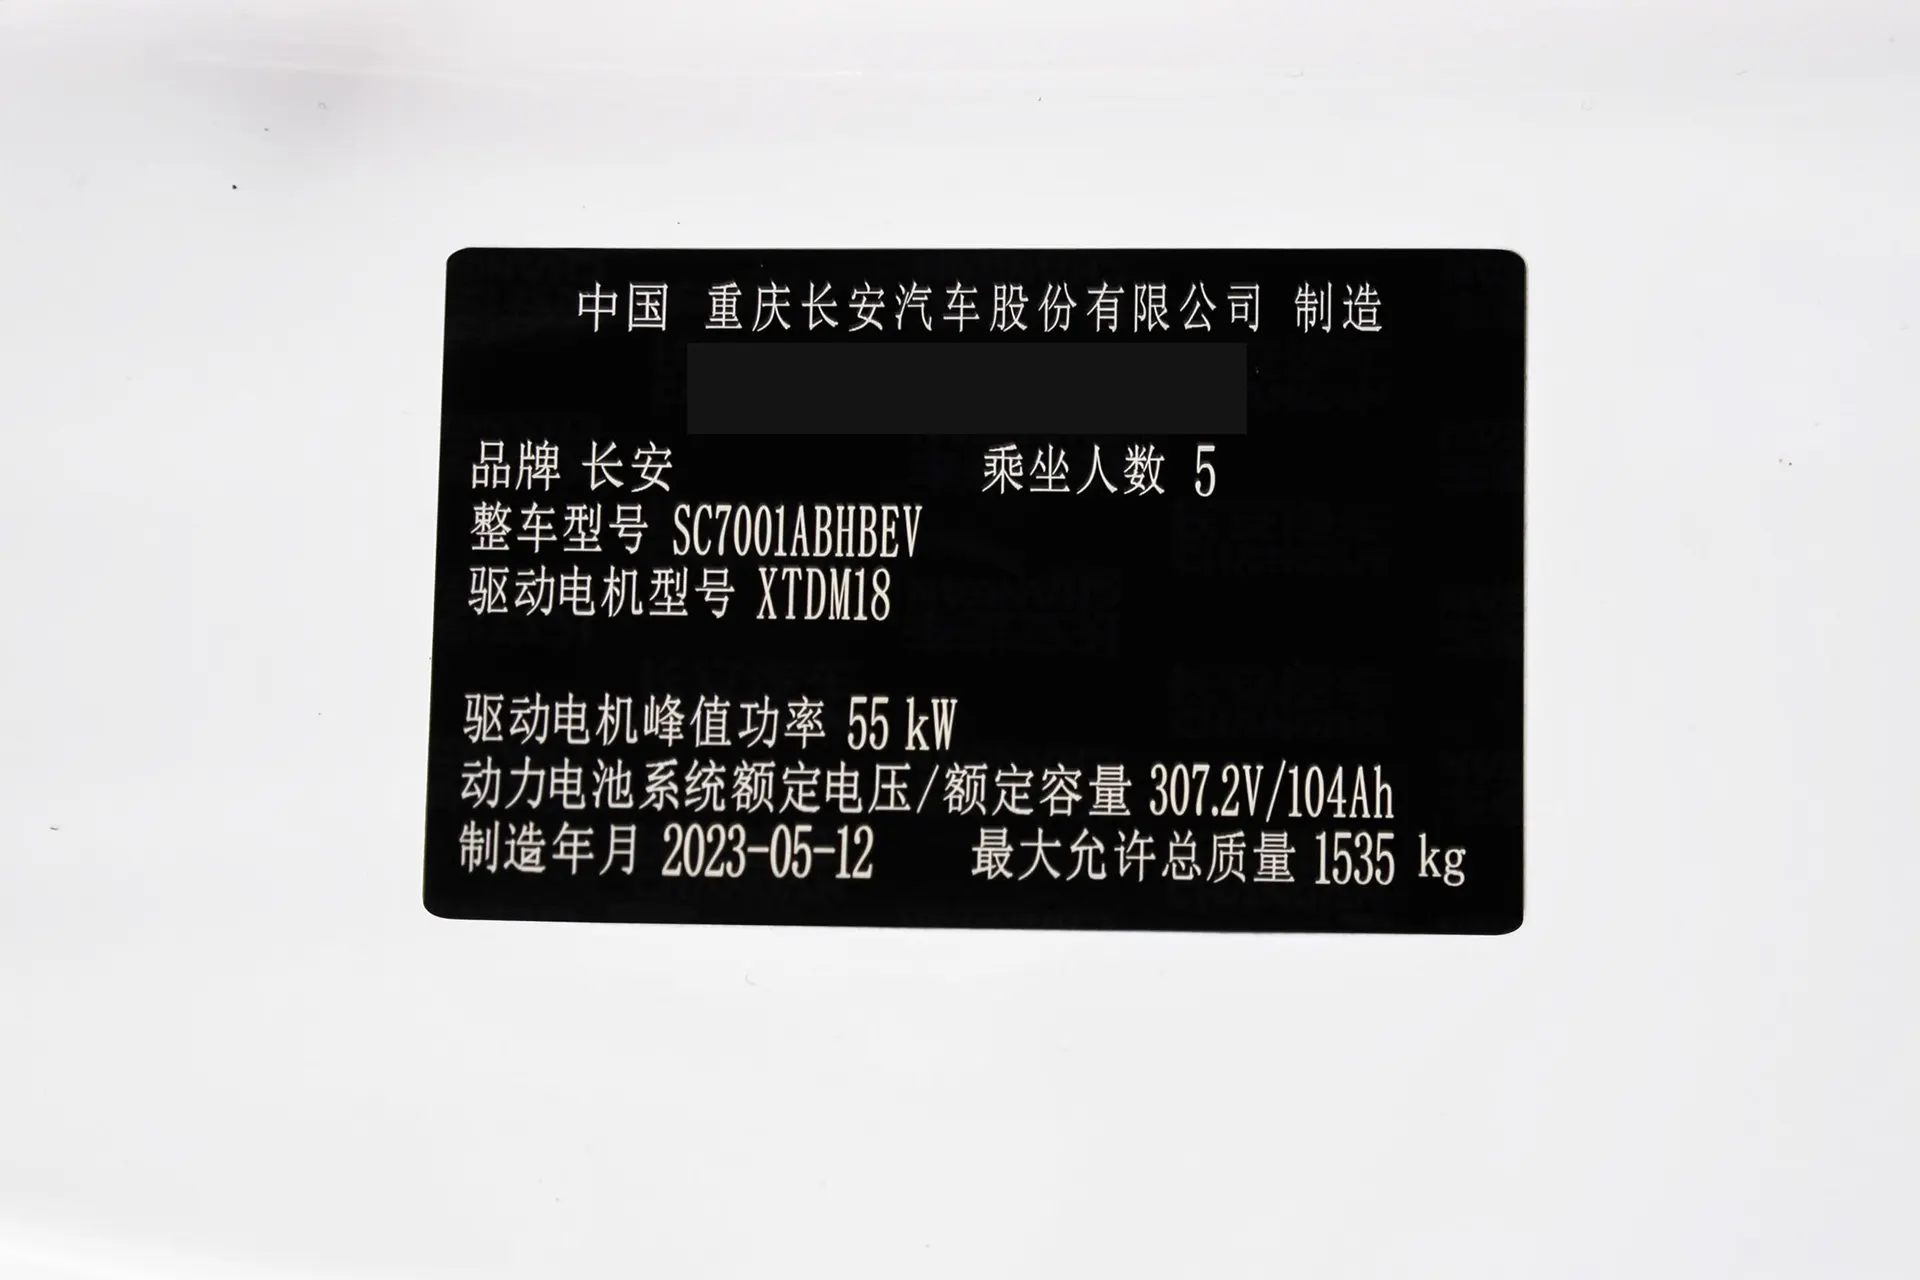 中国 重庆长安汽车股份有限公司 制造
品牌 长安 乘坐人数 5
整车型号 SC7001ABHBEV
驱动电机型号 XTDM18
驱动电机峰值功率 55 kW
动力电池系统额定电压/额定容量 307.2V/104Ah
制造年月 2023-05-12 最大允许总质量 1535 kg